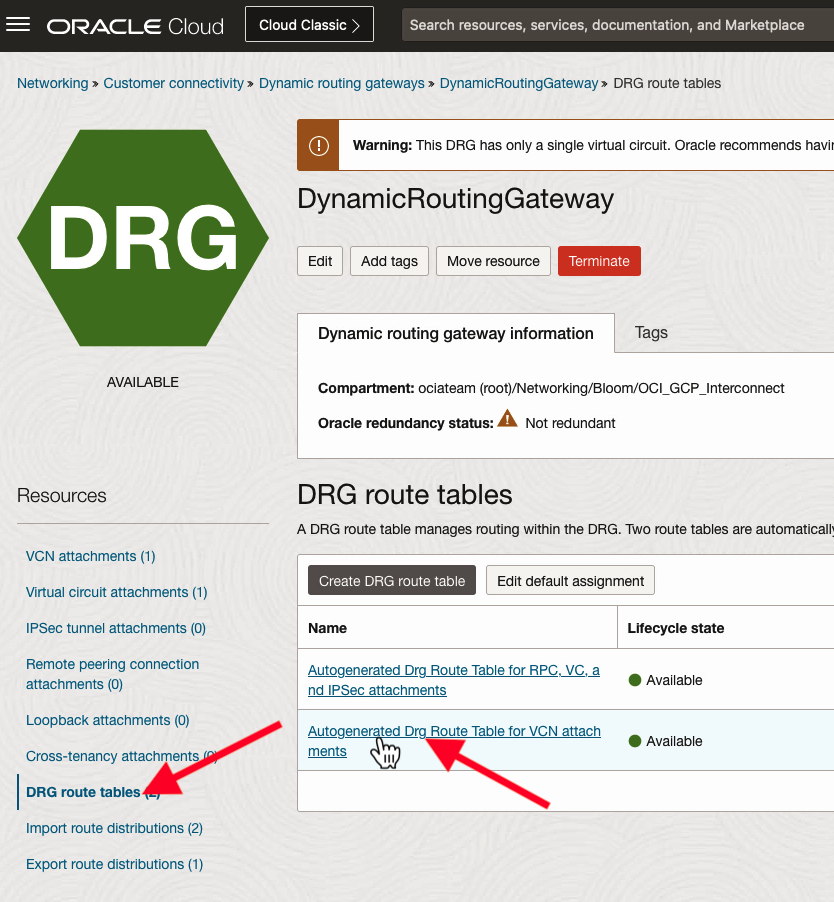 ORACLE Cloud
Cloud Classic >
Search resources, services, documentation, and Marketplace
Networking » Customer connectivity » Dynamic routing gateways » DynamicRoutingGateway » DRG route tables
DRG
AVAILABLE
Warning: This DRG has only a single virtual circuit. Oracle recommends
DynamicRoutingGateway
Edit
Add tags
Move resource
Terminate
Dynamic routing gateway information
Tags
Compartment: ociateam (root)/Networking/Bloom/OCI_GCP_Interconnect
Oracle redundancy status: Not redundant
Resources
VCN attachments (1)
Virtual circuit attachments (1)
IPSec tunnel attachments (0)
Remote peering connection
attachments (0)
Loopback attachments (0)
Cross-tenancy attachments
DRG route tables (2)
Import route distributions (2)
Export route distributions (1)
DRG route tables
A DRG route table manages routing within the DRG. Two route tables are automatically
Create DRG route table
Edit default assignment
Name
Lifecycle state
Autogenerated Drg Route Table for RPC, VC, a
nd IPSec attachments
Available
Autogenerated Drg Route Table for VCN attach
ments
Available